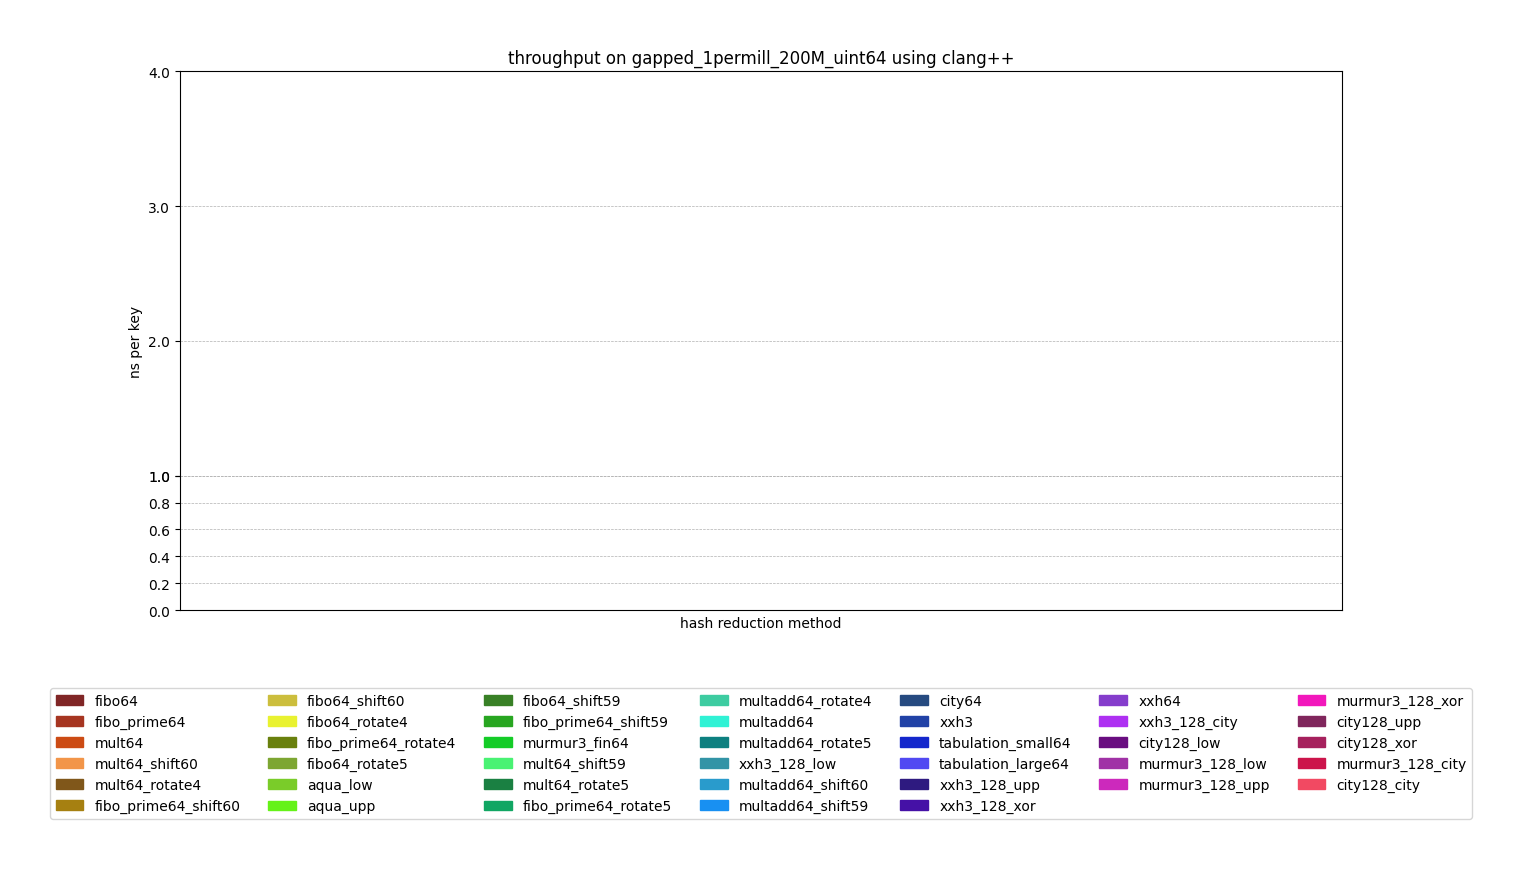 throughput on gapped_1permill_200M_uint64 using clang++
4.0
3.0
2.0
1.0
0.8
0.6
0.4
0.2
0.0
ns per key
hash reduction method
fibo64
fibo_prime64
mult64
mult64_shift60
mult64_rotate4
fibo_prime64_shift60
fibo64_shift60
fibo64_rotate4
fibo_prime64_rotate4
fibo64_rotate5
aqua_low
aqua_upp
fibo64_shift59
fibo_prime64_shift59
murmur3_fin64
mult64_shift59
mult64_rotate5
fibo_prime64_rotate5
multadd64_rotate4
multadd64
multadd64_rotate5
xxh3_128_low
multadd64_shift60
multadd64_shift59
city64
xxh3
tabulation_small64
tabulation_large64
xxh3_128_upp
xxh3_128_xor
xxh64
xxh3_128_city
city128_low
murmur3_128_low
murmur3_128_upp
murmur3_128_xor
city128_upp
city128_xor
murmur3_128_city
city128_city